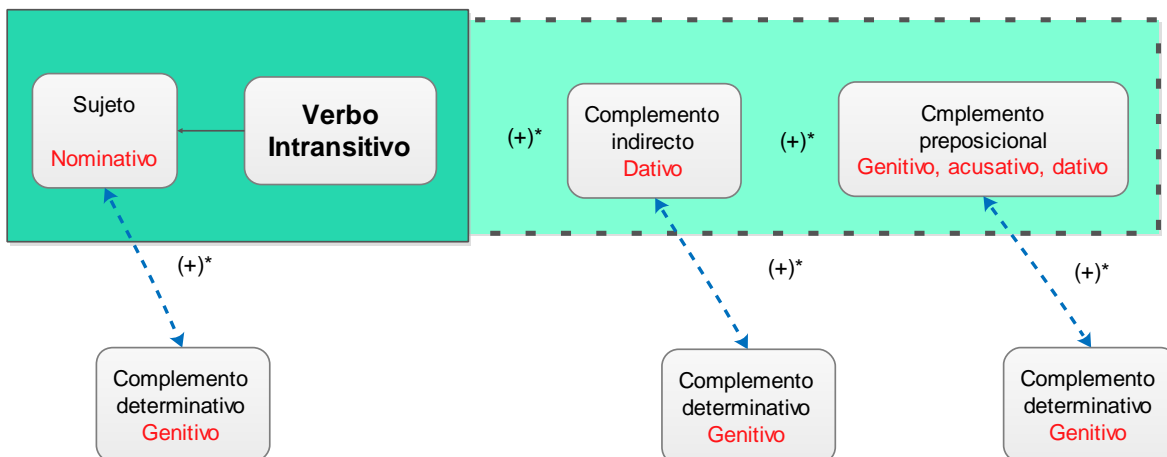 Sujeto
Nominativo
Verbo
Intransitivo
(+)*
Complemento
indirecto
Dativo
(+)*
Cmplemento
preposicional
Genitivo, acusativo, dativo
(+)*
(+)*
(+)*
Complemento
determinativo
Genitivo
Complemento
determinativo
Genitivo
Complemento
determinativo
Genitivo